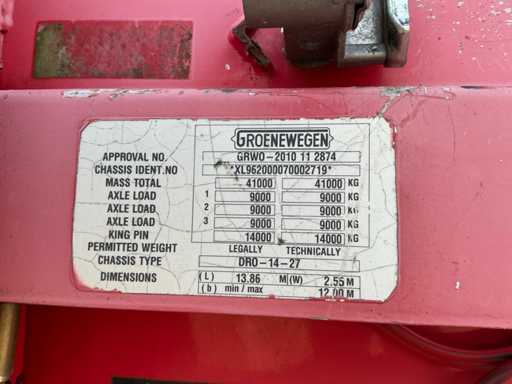 GROENEWEGEN
APPROVAL NO. GRWO-2010 11 2874
CHASSIS IDENT.NO *XL962000070002719*
MASS TOTAL 41000 41000 KG
AXLE LOAD 1 9000 9000 KG
AXLE LOAD 2 9000 9000 KG
AXLE LOAD 3 9000 9000 KG
KING PIN 14000 14000 KG
PERMITTED WEIGHT LEGALLY TECHNICALLY
CHASSIS TYPE DRO-14-27
DIMENSIONS (L) 13.86 M (W) 2.55 M
(b) min / max 12.00 M